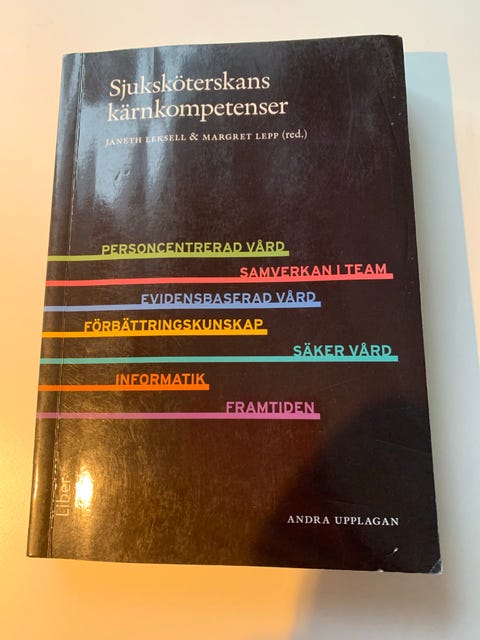 Sjuksköterskans
kärnkompetenser
JANETH LEKSELL & MARGRET LEPP (red.)
PERSONCENTRERAD VÅRD
SAMVERKAN I TEAM
EVIDENSBASERAD VÅRD
FÖRBÄTTRINGSKUNSKAP
SÄKER VÅRD
INFORMATIK
FRAMTIDEN
Liber
ANDRA UPPLAGAN